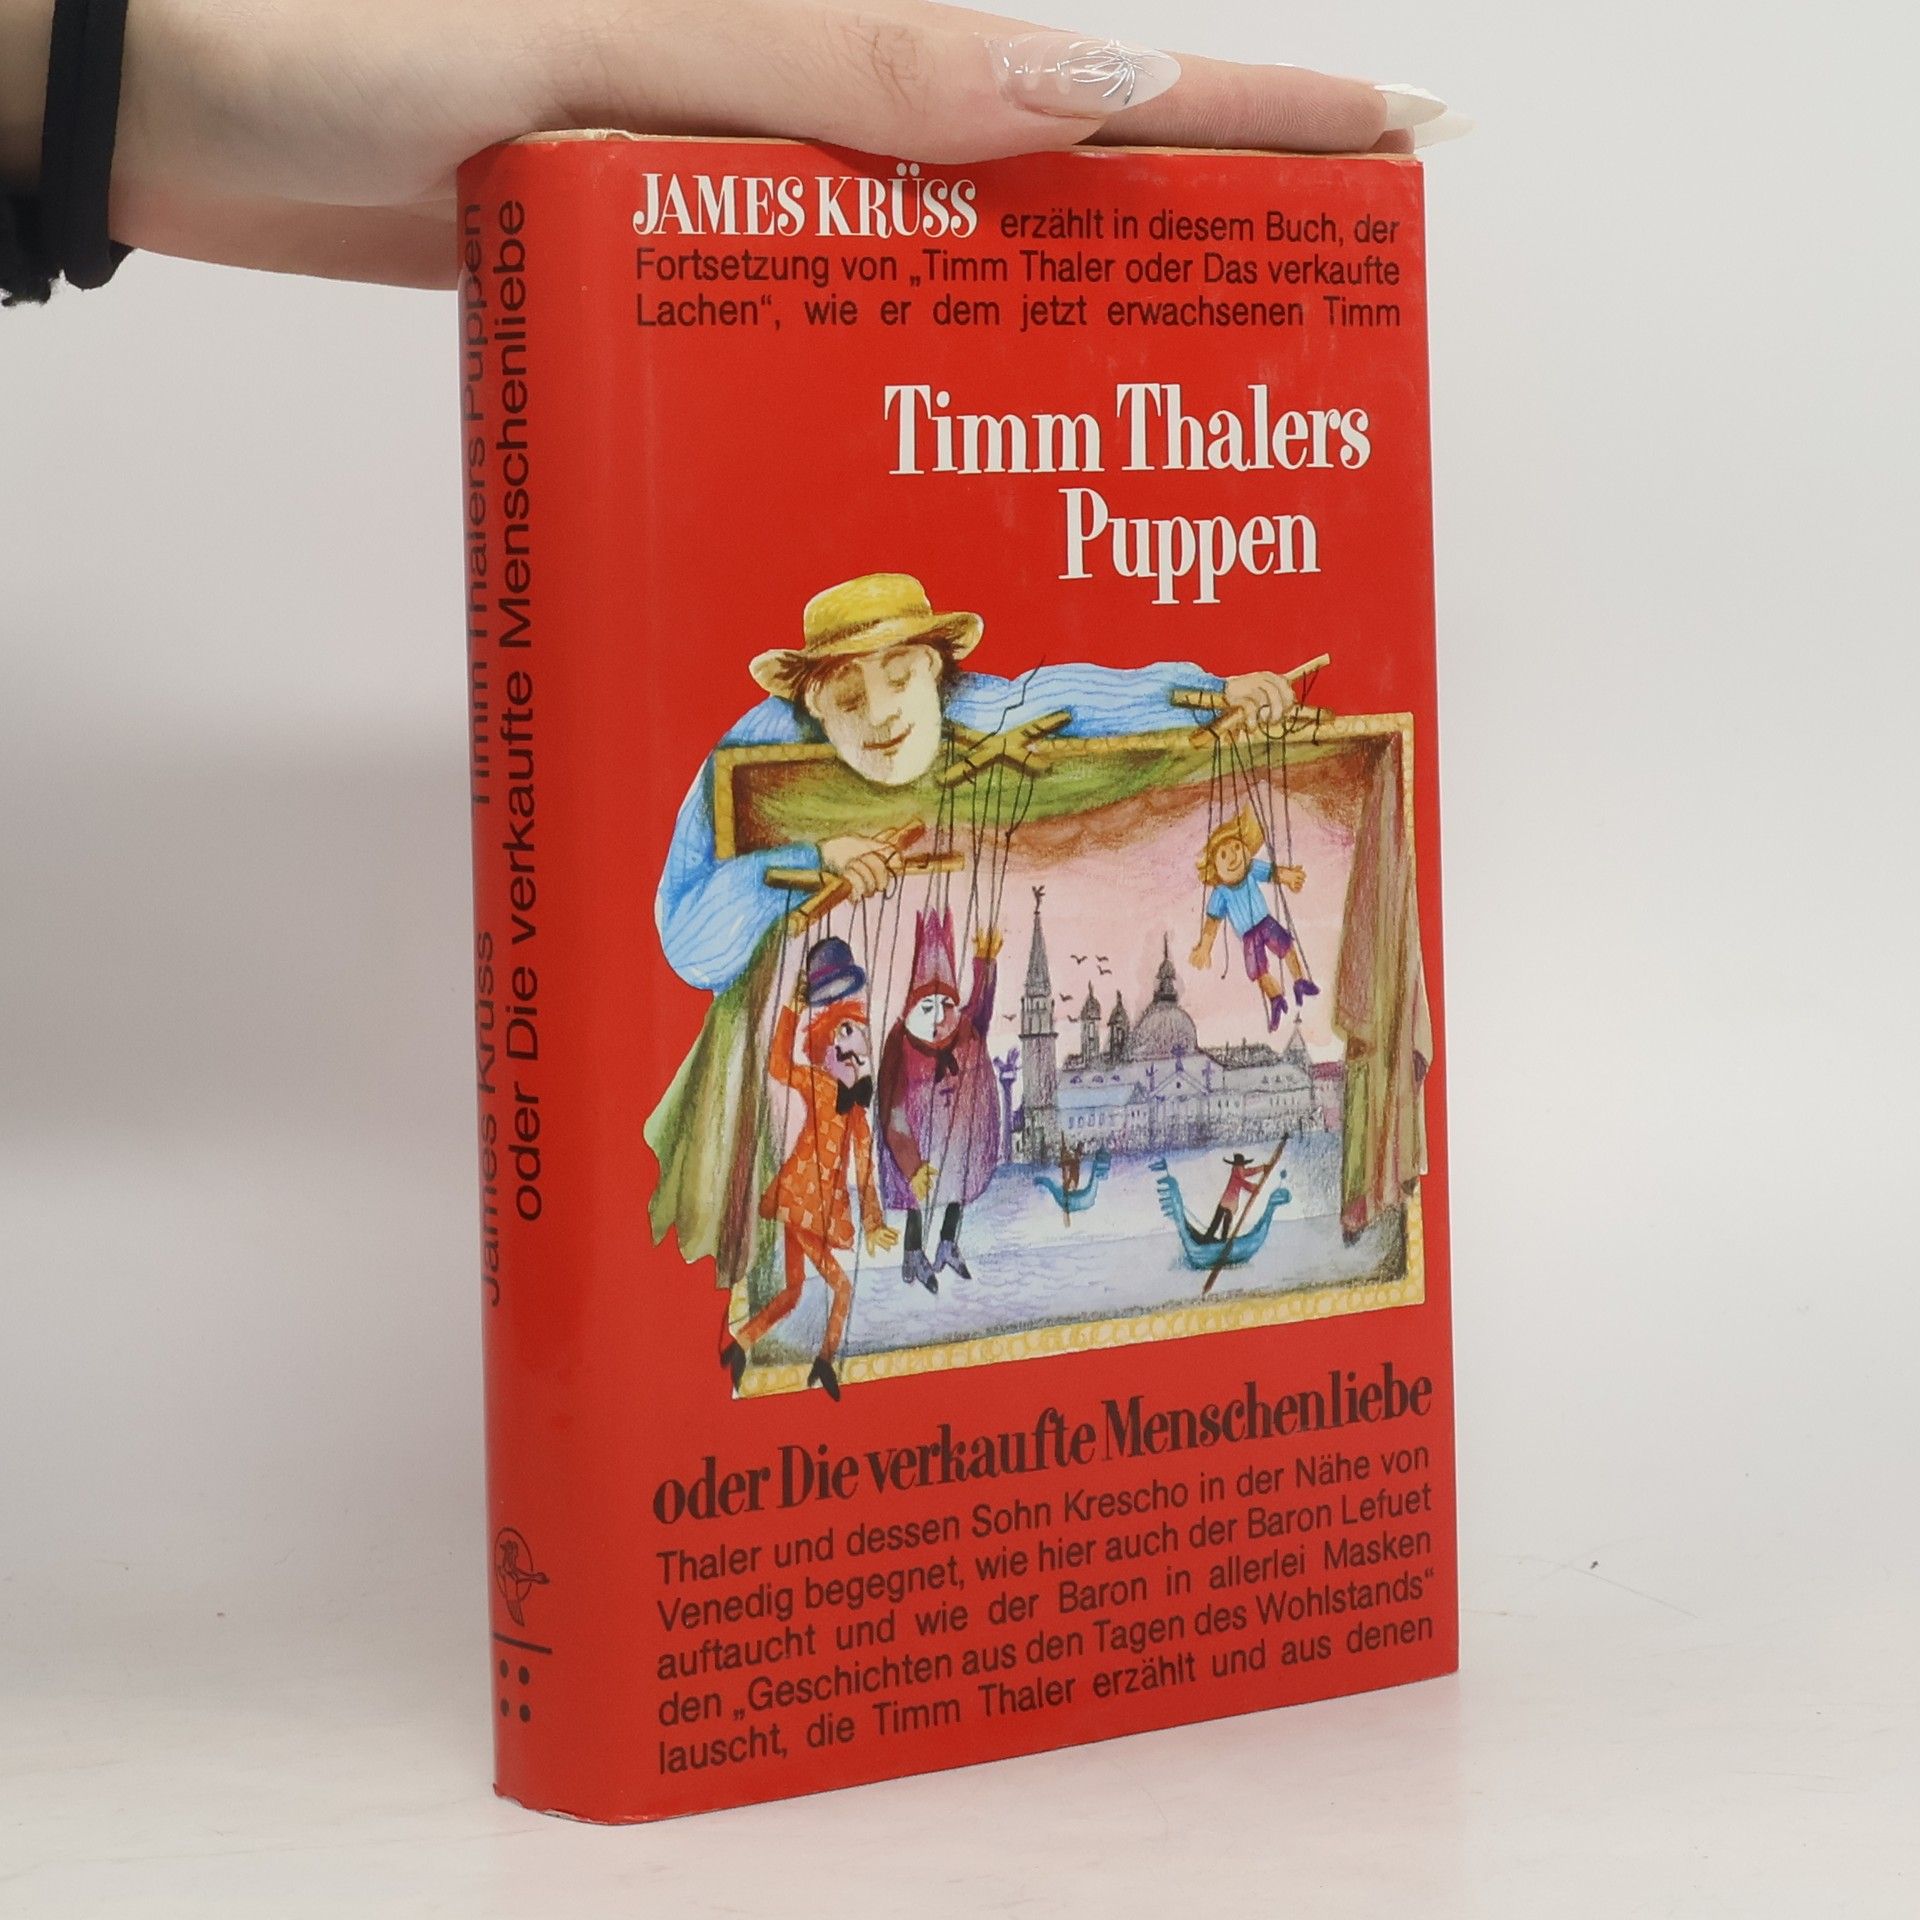 JAMES KRÜSS erzählt in diesem Buch, der
Fortsetzung von „Timm Thaler oder Das verkaufte
Lachen“, wie er dem jetzt erwachsenen Timm
Timm Thalers
Puppen
oder Die verkaufte Menschenliebe
Thaler und dessen Sohn Krescho in der Nähe von
Venedig begegnet, wie hier auch der Baron Lefuet
auftaucht und wie der Baron in allerlei Masken
den „Geschichten aus den Tagen des Wohlstands“
lauscht, die Timm Thaler erzählt und aus denen
James Krüss Timm Thalers Puppen
oder Die verkaufte Menschenliebe